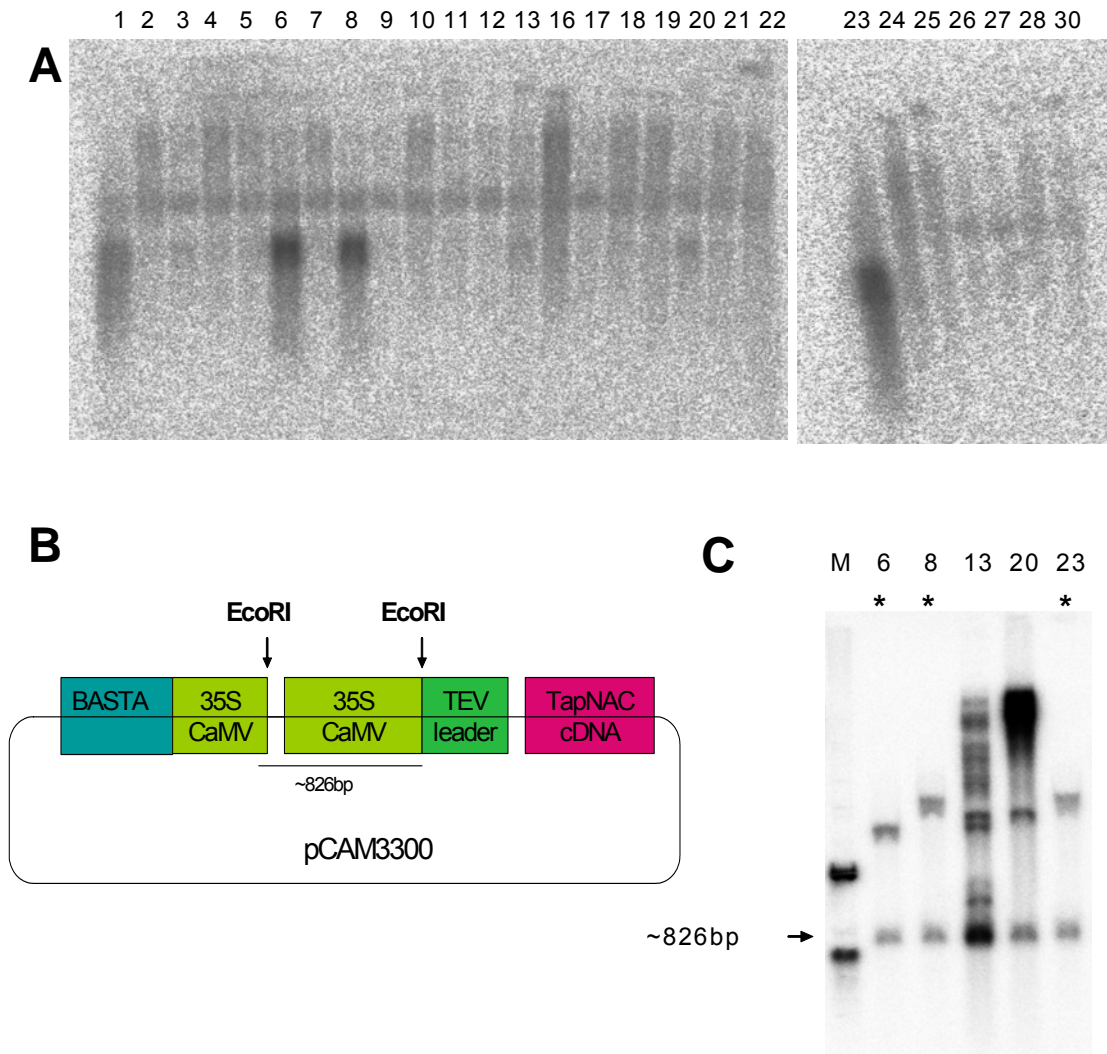 1 2 3 4 5 6 7 8 9 10 11 12 13 16 17 18 19 20 21 22 23 24 25 26 27 28 30
A
B
C
M 6 8 13 20 23
* * *
EcoRI EcoRI
BASTA 35S 35S TEV TapNAC
CaMV CaMV leader cDNA
~826bp
pCAM3300
~826bp